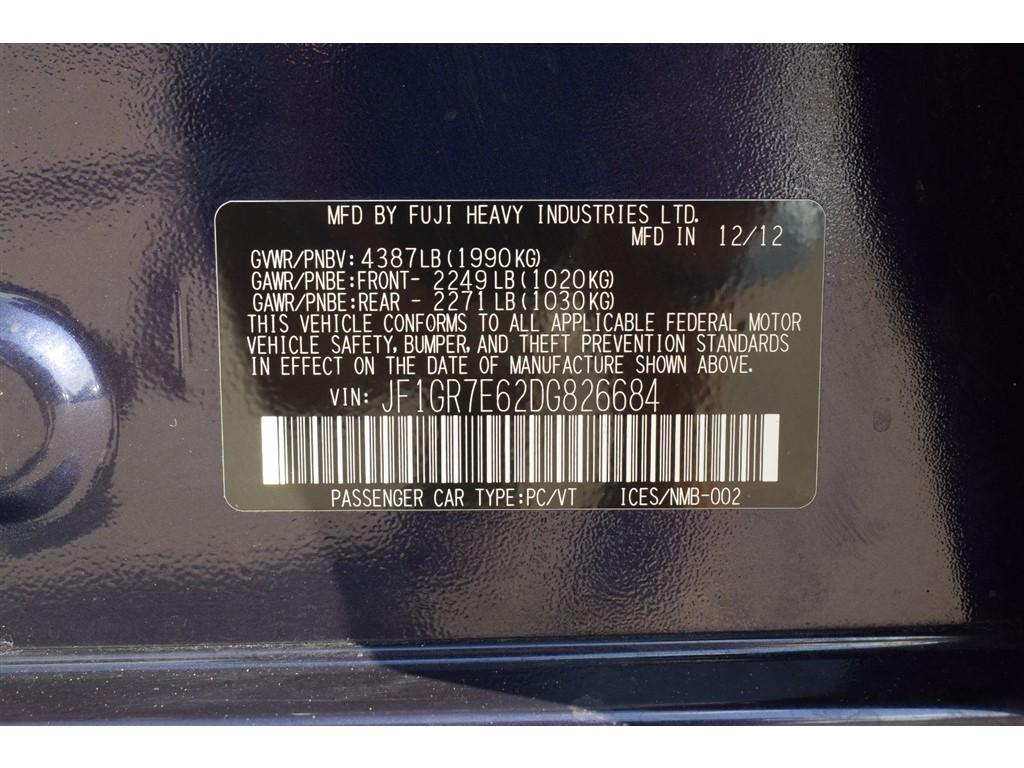 MFD BY FUJI HEAVY INDUSTRIES LTD.
MFD IN 12/12
GVWR/PNBV: 4387LB(1990KG)
GAWR/PNBE:FRONT- 2249LB(1020KG)
GAWR/PNBE:REAR - 2271LB(1030KG)
THIS VEHICLE CONFORMS TO ALL APPLICABLE FEDERAL MOTOR
VEHICLE SAFETY, BUMPER, AND THEFT PREVENTION STANDARDS
IN EFFECT ON THE DATE OF MANUFACTURE SHOWN ABOVE.
VIN: JF1GR7E62DG826684
PASSENGER CAR TYPE:PC/VT ICES/NMB-002